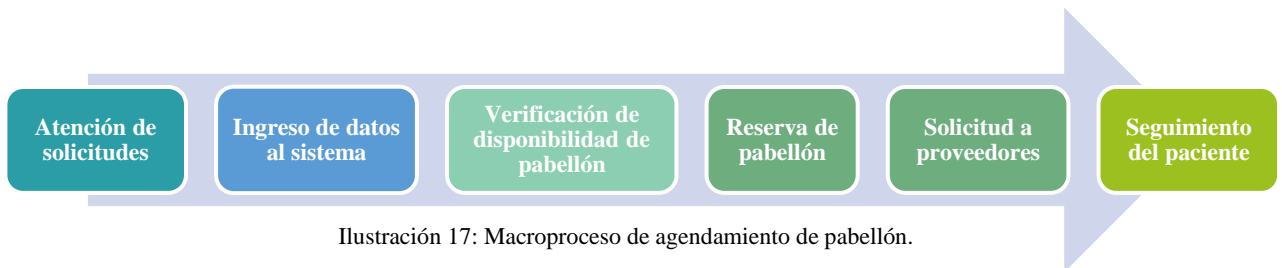 Atención de
solicitudes
Ingreso de datos
al sistema
Verificación de
disponibilidad de
pabellón
Reserva de
pabellón
Solicitud a
proveedores
Seguimiento
del paciente
Ilustración 17: Macroproceso de agendamiento de pabellón.